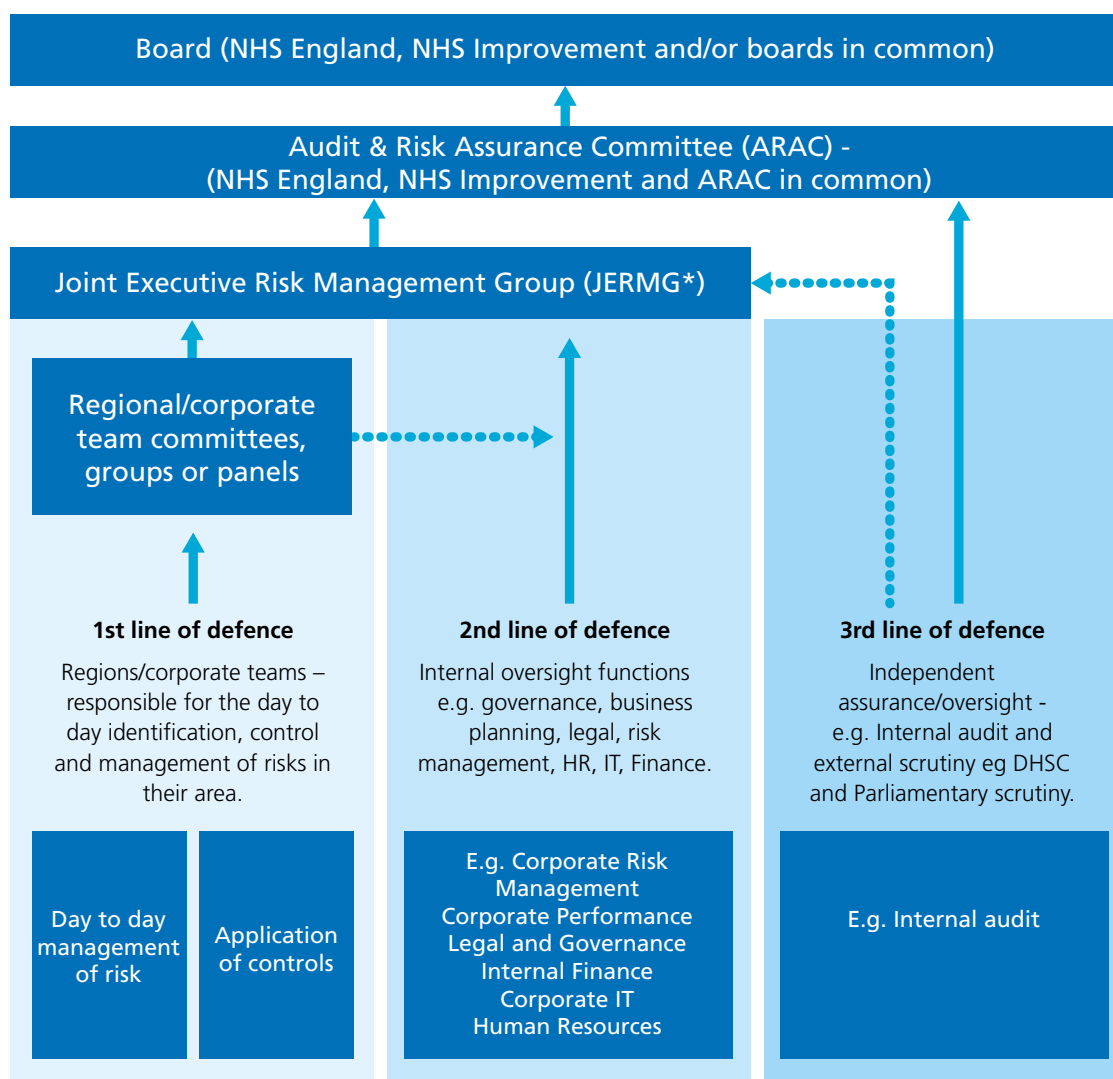 Board (NHS England, NHS Improvement and/or boards in common)
Audit & Risk Assurance Committee (ARAC) -
(NHS England, NHS Improvement and ARAC in common)
Joint Executive Risk Management Group (JERMG*)
Regional/corporate
team committees,
groups or panels
1st line of defence
Regions/corporate teams –
responsible for the day to
day identification, control
and management of risks in
their area.
Day to day
management
of risk
Application
of controls
2nd line of defence
Internal oversight functions
e.g. governance, business
planning, legal, risk
management, HR, IT, Finance.
E.g. Corporate Risk
Management
Corporate Performance
Legal and Governance
Internal Finance
Corporate IT
Human Resources
3rd line of defence
Independent
assurance/oversight -
e.g. Internal audit and
external scrutiny eg DHSC
and Parliamentary scrutiny.
E.g. Internal audit